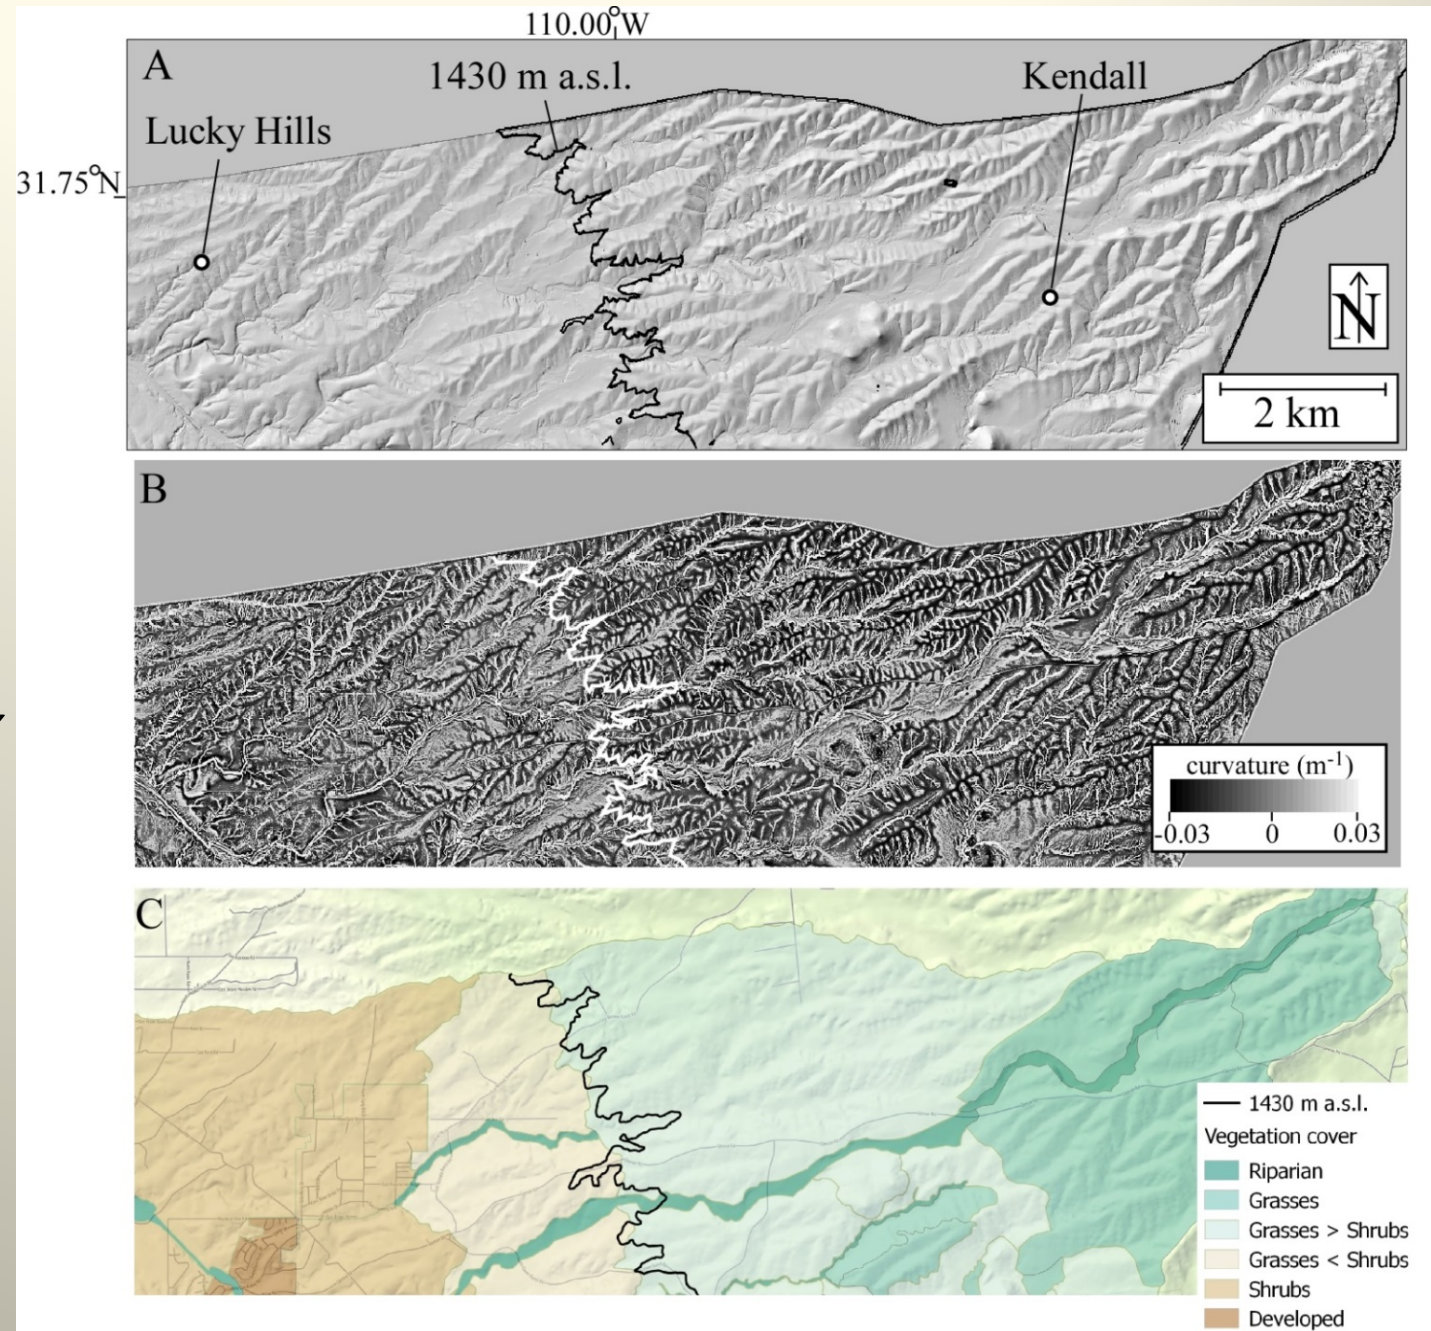 110.00°W
A
1430 m a.s.l.
Kendall
Lucky Hills
31.75°N
N
2 km
B
curvature (m-1)
-0.03 0 0.03
C
1430 m a.s.l.
Vegetation cover
Riparian
Grasses
Grasses > Shrubs
Grasses < Shrubs
Shrubs
Developed